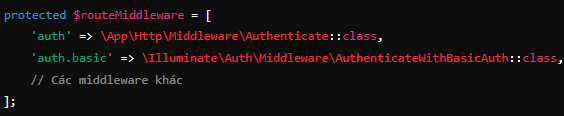 protected $routeMiddleware = [
    'auth' => \App\Http\Middleware\Authenticate::class,
    'auth.basic' => \Illuminate\Auth\Middleware\AuthenticateWithBasicAuth::class,
    // Các middleware khác
];